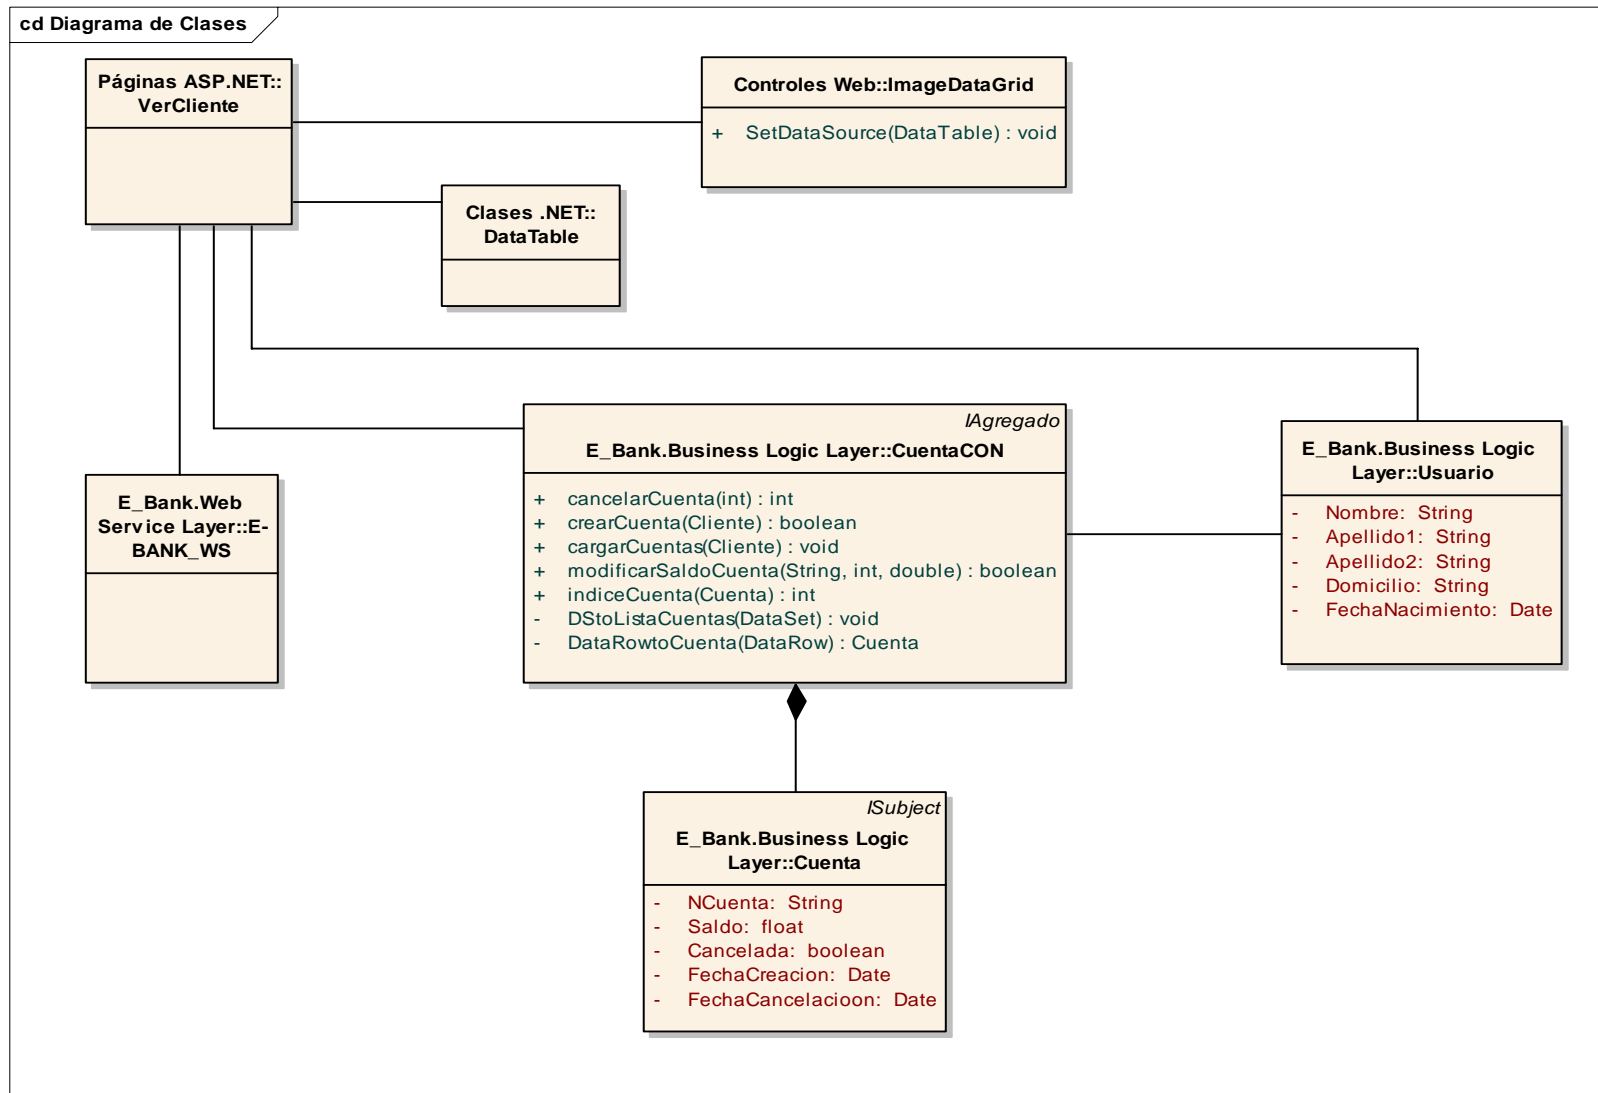 cd Diagrama de Clases
Páginas ASP.NET::
VerCliente
Controles Web::ImageDataGrid
+ SetDataSource(DataTable) : void
Clases .NET::
DataTable
IAgregado
E_Bank.Business Logic Layer::CuentaCON
+ cancelarCuenta(int) : int
+ crearCuenta(Cliente) : boolean
+ cargarCuentas(Cliente) : void
+ modificarSaldoCuenta(String, int, double) : boolean
+ indiceCuenta(Cuenta) : int
- DStoListaCuentas(DataSet) : void
- DataRowtoCuenta(DataRow) : Cuenta
E_Bank.Business Logic
Layer::Usuario
- Nombre: String
- Apellido1: String
- Apellido2: String
- Domicilio: String
- FechaNacimiento: Date
E_Bank.Web
Service Layer::E-
BANK_WS
ISubject
E_Bank.Business Logic
Layer::Cuenta
- NCuenta: String
- Saldo: float
- Cancelada: boolean
- FechaCreacion: Date
- FechaCancelacioon: Date